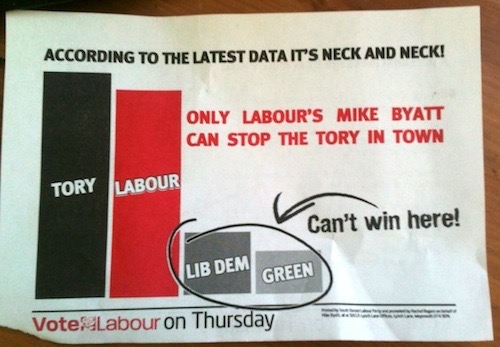 ACCORDING TO THE LATEST DATA IT'S NECK AND NECK!
ONLY LABOUR'S MIKE BYATT
CAN STOP THE TORY IN TOWN
TORY
LABOUR
Can't win here!
LIB DEM
GREEN
Vote Labour on Thursday